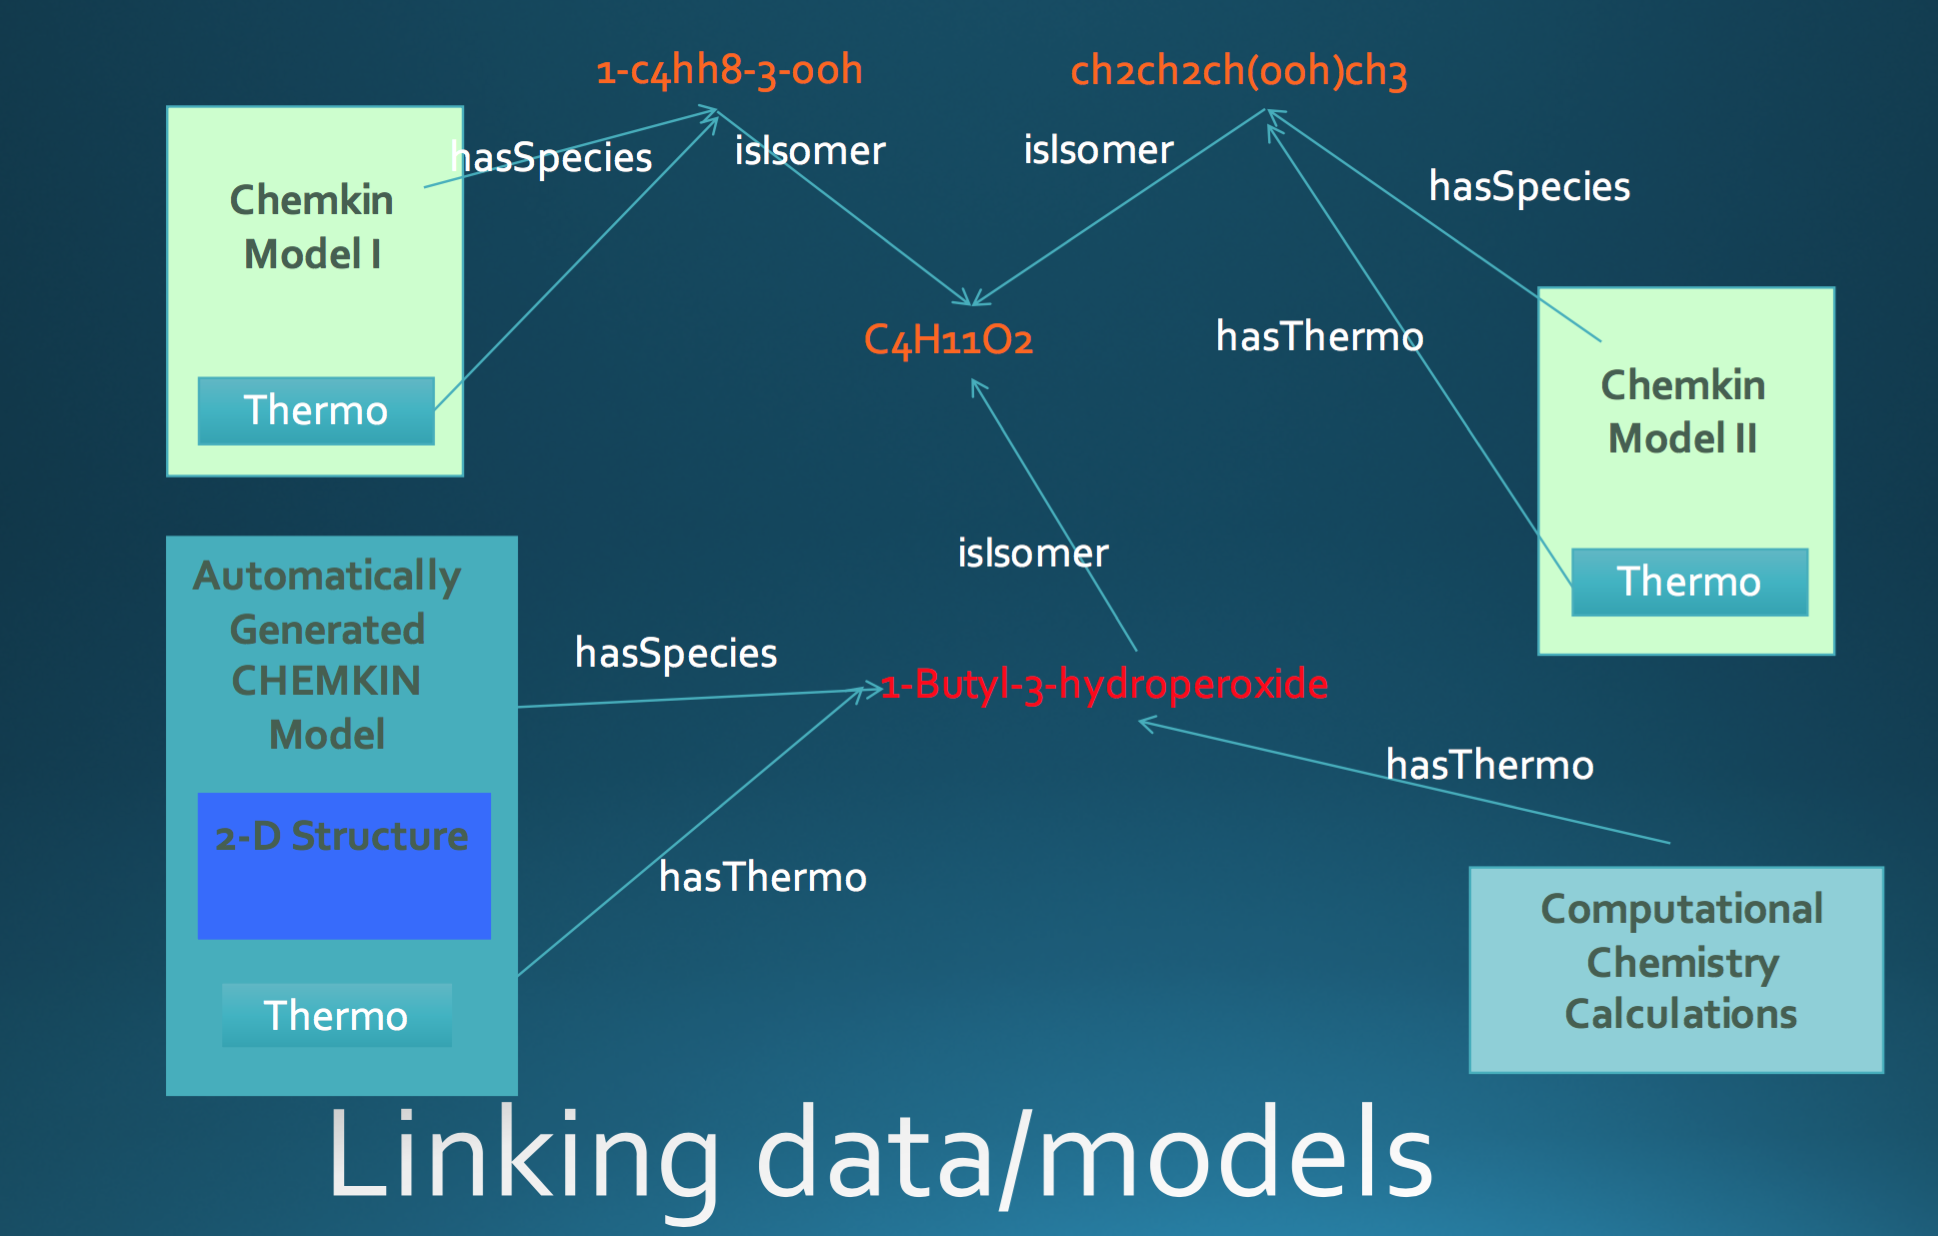 1-c4hh8-3-ooh
ch2ch2ch(ooh)ch3
hasSpecies
isIsomer
isIsomer
hasSpecies
Chemkin
Model I
Thermo
C4H11O2
hasThermo
Chemkin
Model II
Thermo
isIsomer
Automatically
Generated
CHEMKIN
Model
2-D Structure
Thermo
hasSpecies
1-Butyl-3-hydroperoxide
hasThermo
hasThermo
Computational
Chemistry
Calculations
Linking data/models